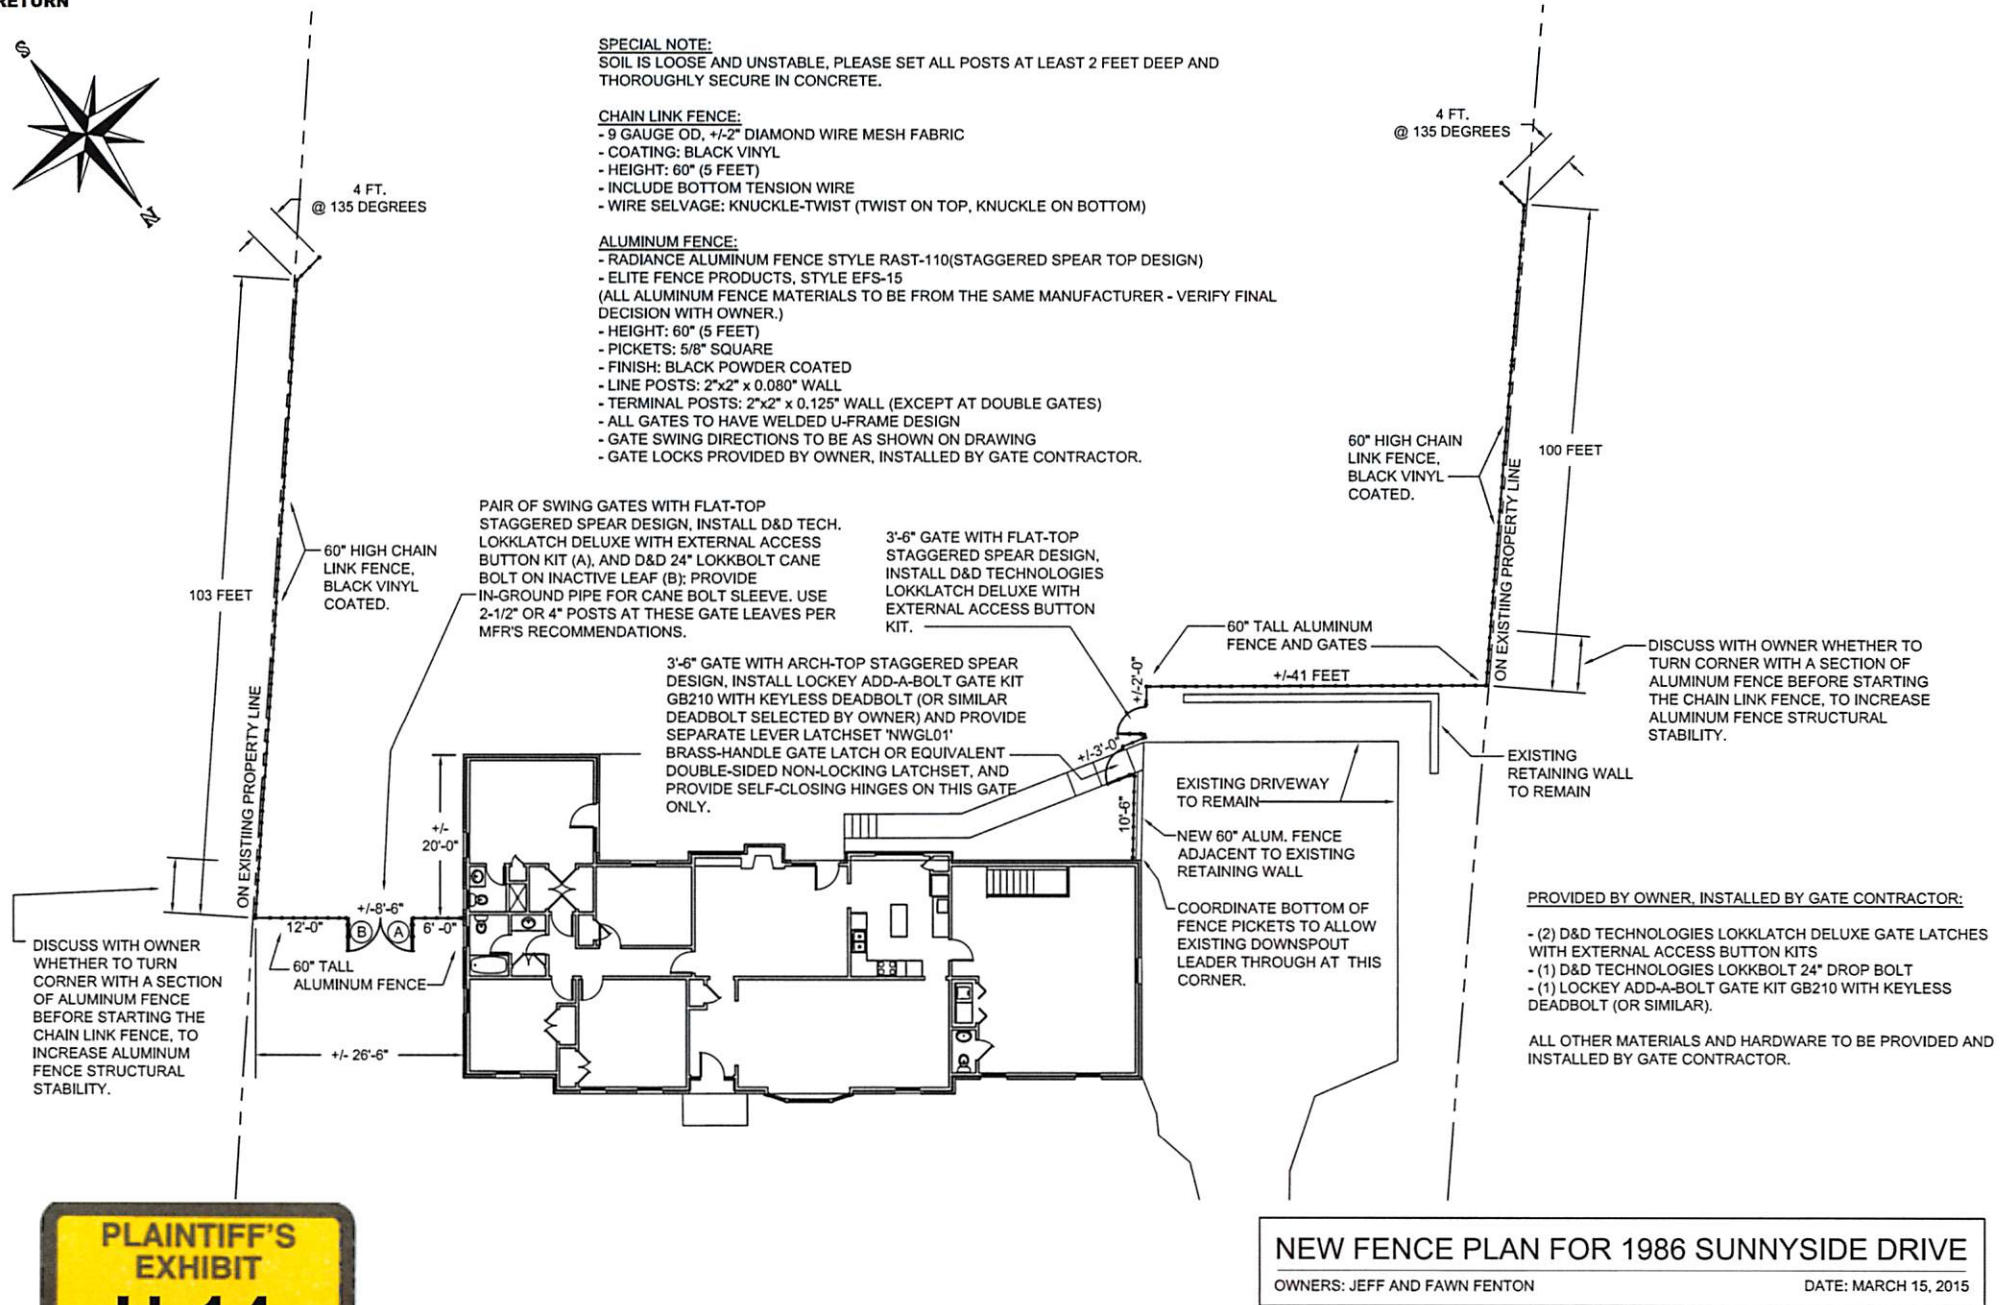 RETURN
S
N
SPECIAL NOTE:
SOIL IS LOOSE AND UNSTABLE, PLEASE SET ALL POSTS AT LEAST 2 FEET DEEP AND
THOROUGHLY SECURE IN CONCRETE.
CHAIN LINK FENCE:
- 9 GAUGE OD, +/-2" DIAMOND WIRE MESH FABRIC
- COATING: BLACK VINYL
- HEIGHT: 60" (5 FEET)
- INCLUDE BOTTOM TENSION WIRE
- WIRE SELVAGE: KNUCKLE-TWIST (TWIST ON TOP, KNUCKLE ON BOTTOM)
ALUMINUM FENCE:
- RADIANCE ALUMINUM FENCE STYLE RAST-110(STAGGERED SPEAR TOP DESIGN)
- ELITE FENCE PRODUCTS, STYLE EFS-15
(ALL ALUMINUM FENCE MATERIALS TO BE FROM THE SAME MANUFACTURER - VERIFY FINAL
DECISION WITH OWNER.)
- HEIGHT: 60" (5 FEET)
- PICKETS: 5/8" SQUARE
- FINISH: BLACK POWDER COATED
- LINE POSTS: 2"x2" x 0.080" WALL
- TERMINAL POSTS: 2"x2" x 0.125" WALL (EXCEPT AT DOUBLE GATES)
- ALL GATES TO HAVE WELDED U-FRAME DESIGN
- GATE SWING DIRECTIONS TO BE AS SHOWN ON DRAWING
- GATE LOCKS PROVIDED BY OWNER, INSTALLED BY GATE CONTRACTOR.
4 FT.
@ 135 DEGREES
4 FT.
@ 135 DEGREES
103 FEET
60" HIGH CHAIN
LINK FENCE,
BLACK VINYL
COATED.
ON EXISTIING PROPERTY LINE
PAIR OF SWING GATES WITH FLAT-TOP
STAGGERED SPEAR DESIGN, INSTALL D&D TECH.
LOKKLATCH DELUXE WITH EXTERNAL ACCESS
BUTTON KIT (A), AND D&D 24" LOKKBOLT CANE
BOLT ON INACTIVE LEAF (B); PROVIDE
IN-GROUND PIPE FOR CANE BOLT SLEEVE. USE
2-1/2" OR 4" POSTS AT THESE GATE LEAVES PER
MFR'S RECOMMENDATIONS.
3'-6" GATE WITH FLAT-TOP
STAGGERED SPEAR DESIGN,
INSTALL D&D TECHNOLOGIES
LOKKLATCH DELUXE WITH
EXTERNAL ACCESS BUTTON
KIT.
3'-6" GATE WITH ARCH-TOP STAGGERED SPEAR
DESIGN, INSTALL LOCKEY ADD-A-BOLT GATE KIT
GB210 WITH KEYLESS DEADBOLT (OR SIMILAR
DEADBOLT SELECTED BY OWNER) AND PROVIDE
SEPARATE LEVER LATCHSET 'NWGL01'
BRASS-HANDLE GATE LATCH OR EQUIVALENT
DOUBLE-SIDED NON-LOCKING LATCHSET, AND
PROVIDE SELF-CLOSING HINGES ON THIS GATE
ONLY.
60" HIGH CHAIN
LINK FENCE,
BLACK VINYL
COATED.
100 FEET
ON EXISTIING PROPERTY LINE
60" TALL ALUMINUM
FENCE AND GATES
+/-41 FEET
+/-2'-0"
+/-3'-0"
10'-6"
DISCUSS WITH OWNER WHETHER TO
TURN CORNER WITH A SECTION OF
ALUMINUM FENCE BEFORE STARTING
THE CHAIN LINK FENCE, TO INCREASE
ALUMINUM FENCE STRUCTURAL
STABILITY.
EXISTING
RETAINING WALL
TO REMAIN
EXISTING DRIVEWAY
TO REMAIN
NEW 60" ALUM. FENCE
ADJACENT TO EXISTING
RETAINING WALL
COORDINATE BOTTOM OF
FENCE PICKETS TO ALLOW
EXISTING DOWNSPOUT
LEADER THROUGH AT THIS
CORNER.
+/-
20'-0"
12'-0"
+/-8'-6"
B
A
6' -0"
60" TALL
ALUMINUM FENCE
+/- 26'-6"
DISCUSS WITH OWNER
WHETHER TO TURN
CORNER WITH A SECTION
OF ALUMINUM FENCE
BEFORE STARTING THE
CHAIN LINK FENCE, TO
INCREASE ALUMINUM
FENCE STRUCTURAL
STABILITY.
PROVIDED BY OWNER, INSTALLED BY GATE CONTRACTOR:
- (2) D&D TECHNOLOGIES LOKKLATCH DELUXE GATE LATCHES
WITH EXTERNAL ACCESS BUTTON KITS
- (1) D&D TECHNOLOGIES LOKKBOLT 24" DROP BOLT
- (1) LOCKEY ADD-A-BOLT GATE KIT GB210 WITH KEYLESS
DEADBOLT (OR SIMILAR).
ALL OTHER MATERIALS AND HARDWARE TO BE PROVIDED AND
INSTALLED BY GATE CONTRACTOR.
PLAINTIFF'S
EXHIBIT
NEW FENCE PLAN FOR 1986 SUNNYSIDE DRIVE
OWNERS: JEFF AND FAWN FENTON
DATE: MARCH 15, 2015